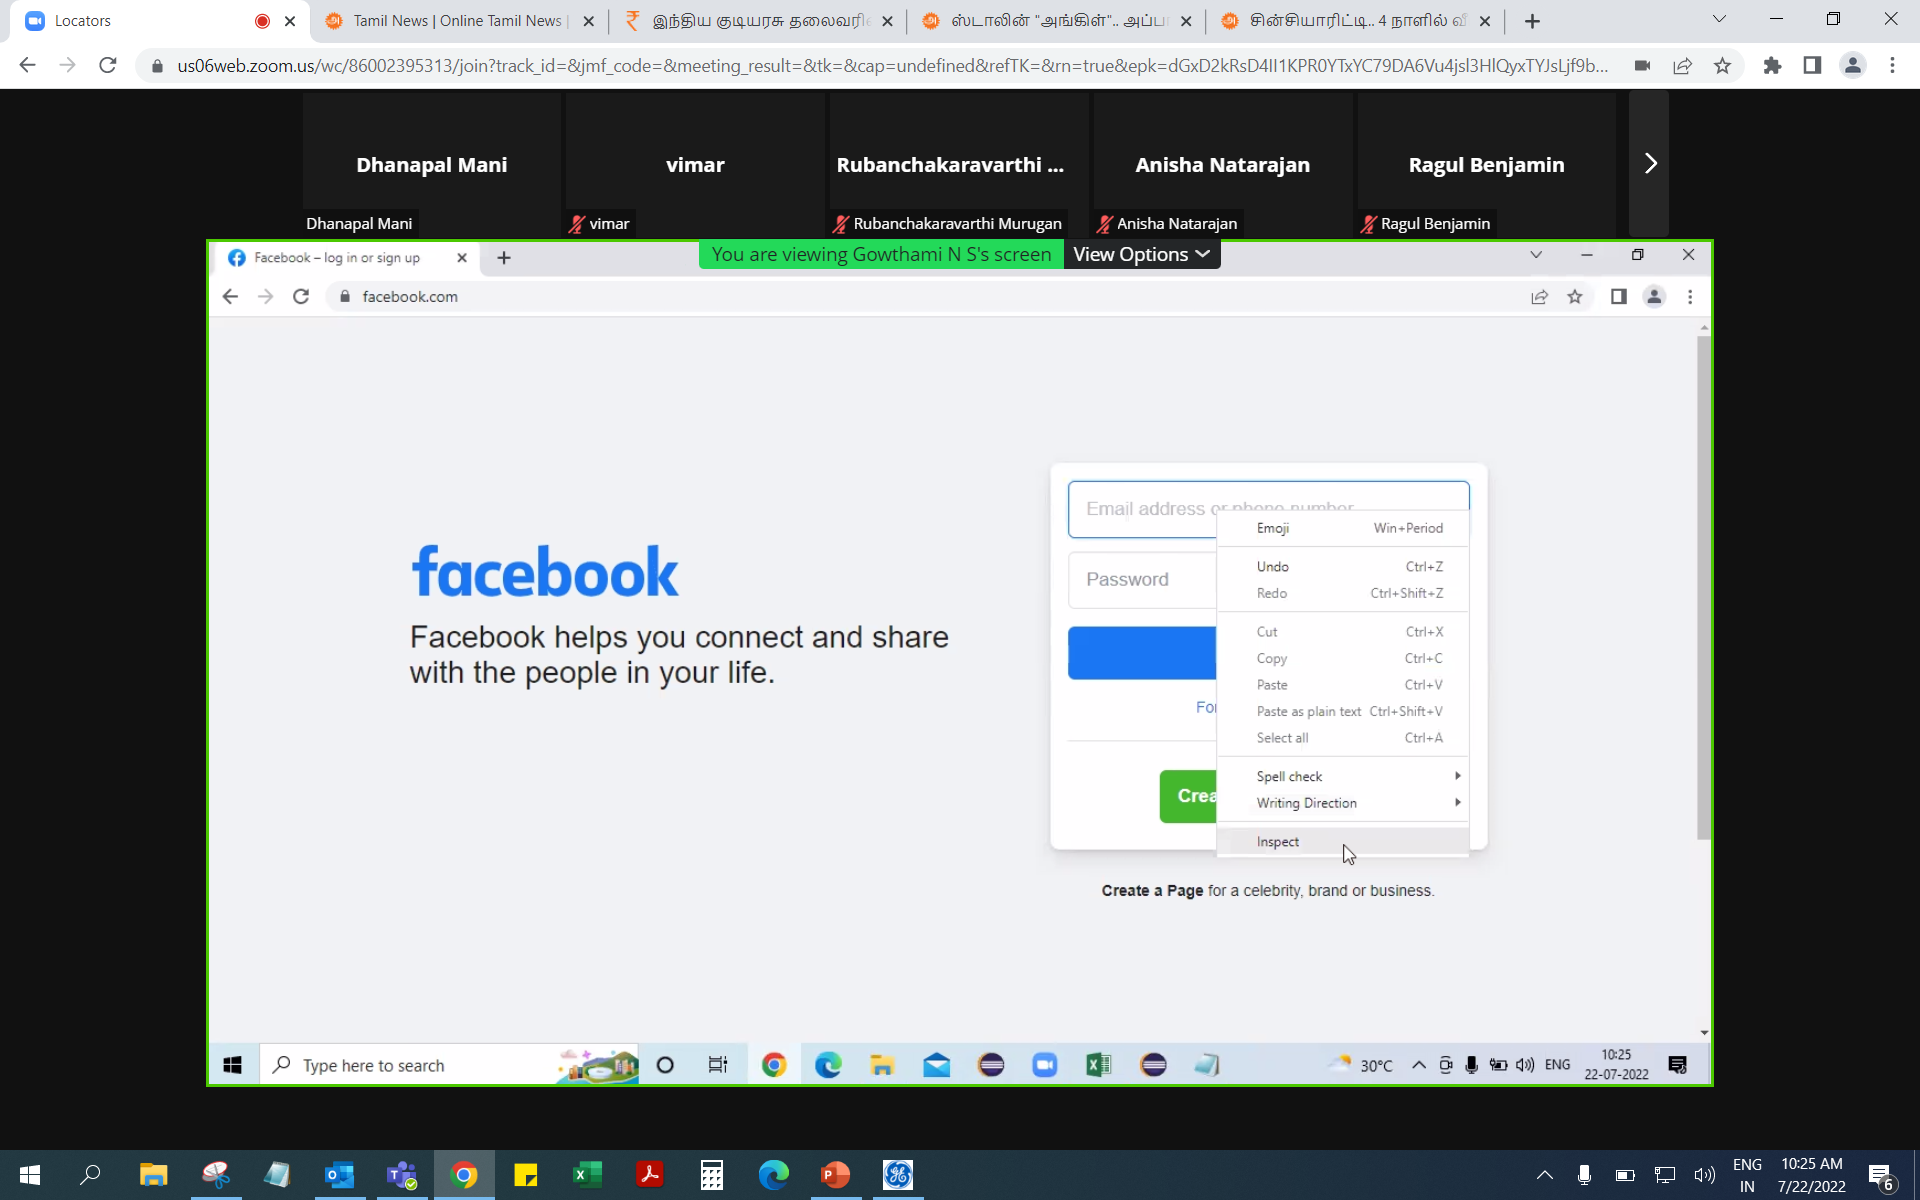 Locators
Tamil News | Online Tamil News |
இந்திய குடியரசு தலைவரி
ஸ்டாலின் "அங்கிள்".. அப்ப
சின்சியாரிட்டி.. 4 நாளில் வீ
us06web.zoom.us/wc/86002395313/join?track_id=&jmf_code=&meeting_result=&tk=&cap=undefined&refTK=&rn=true&epk=dGxD2kRsD4II1KPR0YTxYC79DA6Vu4jsl3HlQyxTYJsLjf9b...
Dhanapal Mani
vimar
Rubanchakaravarthi ...
Anisha Natarajan
Ragul Benjamin
Dhanapal Mani
vimar
Rubanchakaravarthi Murugan
Anisha Natarajan
Ragul Benjamin
Facebook – log in or sign up
You are viewing Gowthami N S's screen
View Options
facebook.com
facebook
Facebook helps you connect and share
with the people in your life.
Email address or phone number
Password
For
Crea
Emoji Win+Period
Undo Ctrl+Z
Redo Ctrl+Shift+Z
Cut Ctrl+X
Copy Ctrl+C
Paste Ctrl+V
Paste as plain text Ctrl+Shift+V
Select all Ctrl+A
Spell check
Writing Direction
Inspect
Create a Page for a celebrity, brand or business.
Type here to search
30°C
ENG
10:25
22-07-2022
ENG
IN
10:25 AM
7/22/2022
6